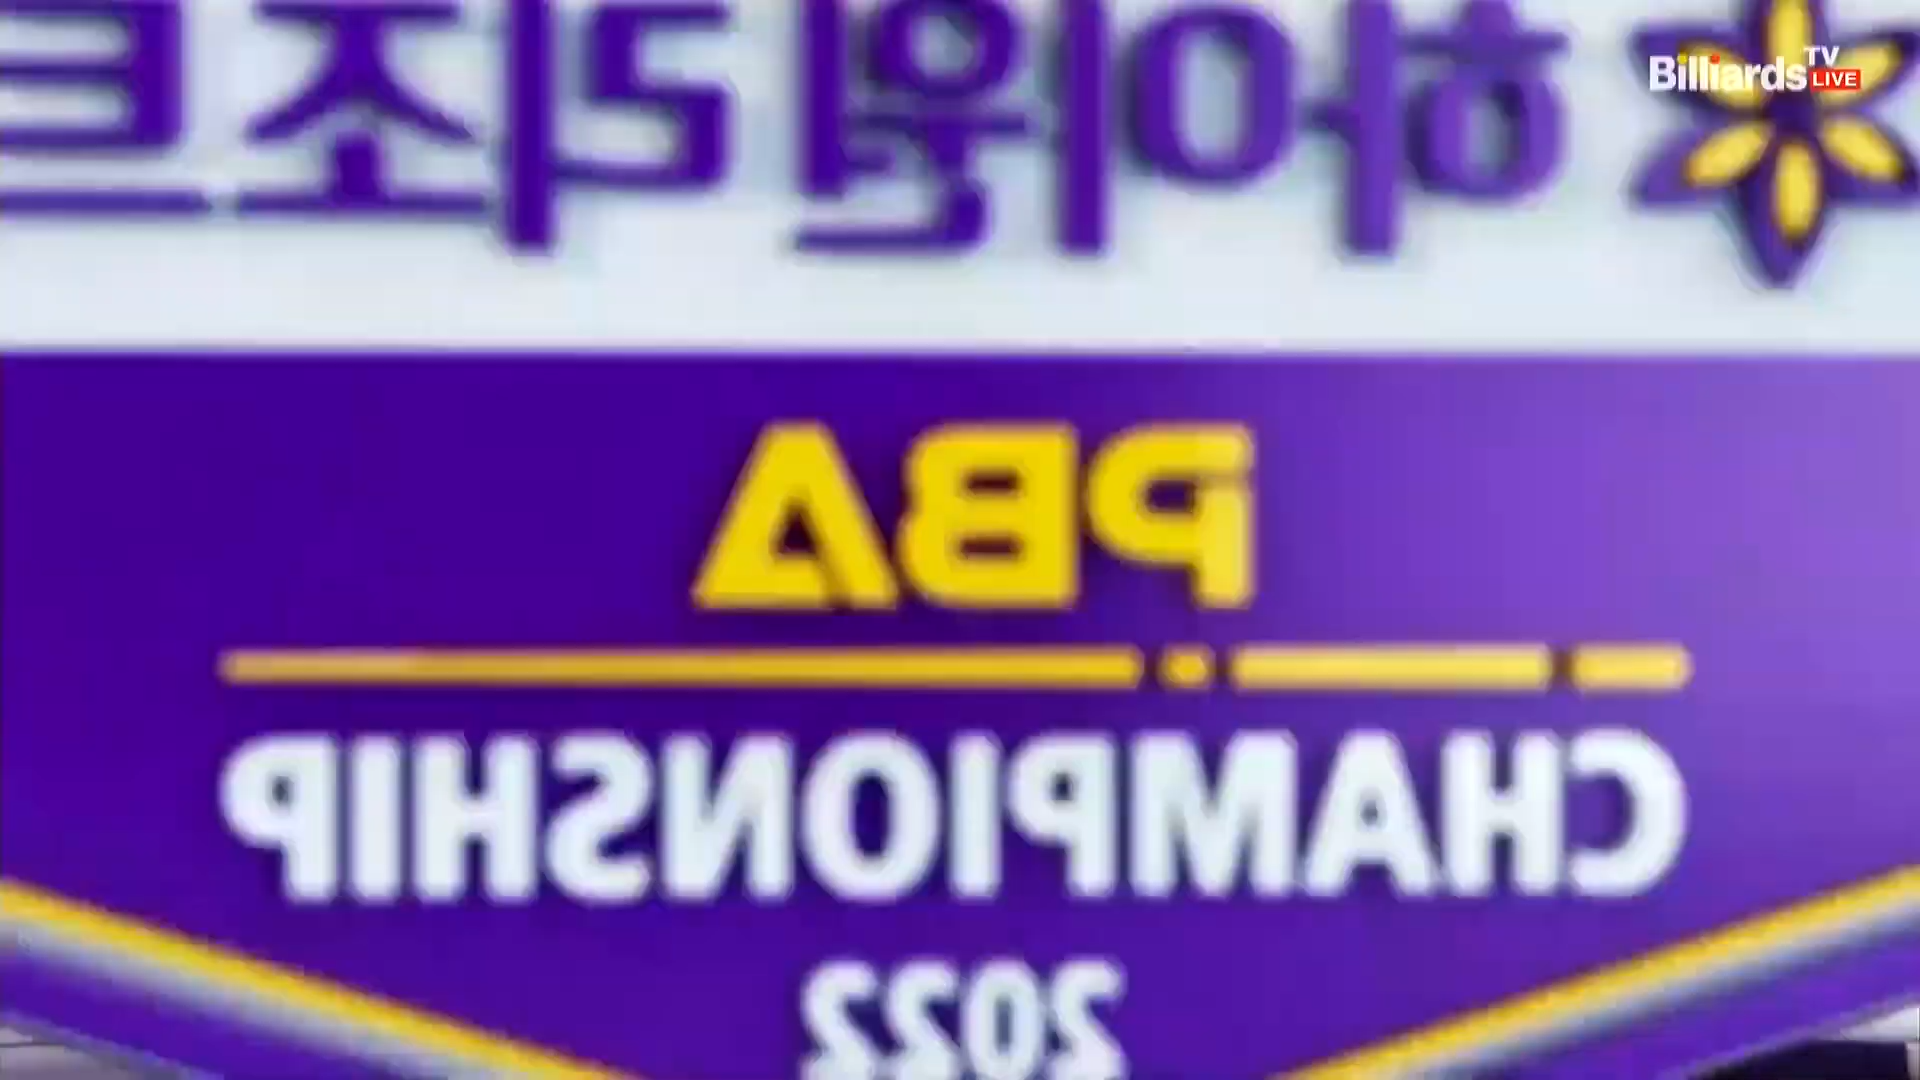 Billiards TV LIVE
하이원리조트
PBA
CHAMPIONSHIP
2022